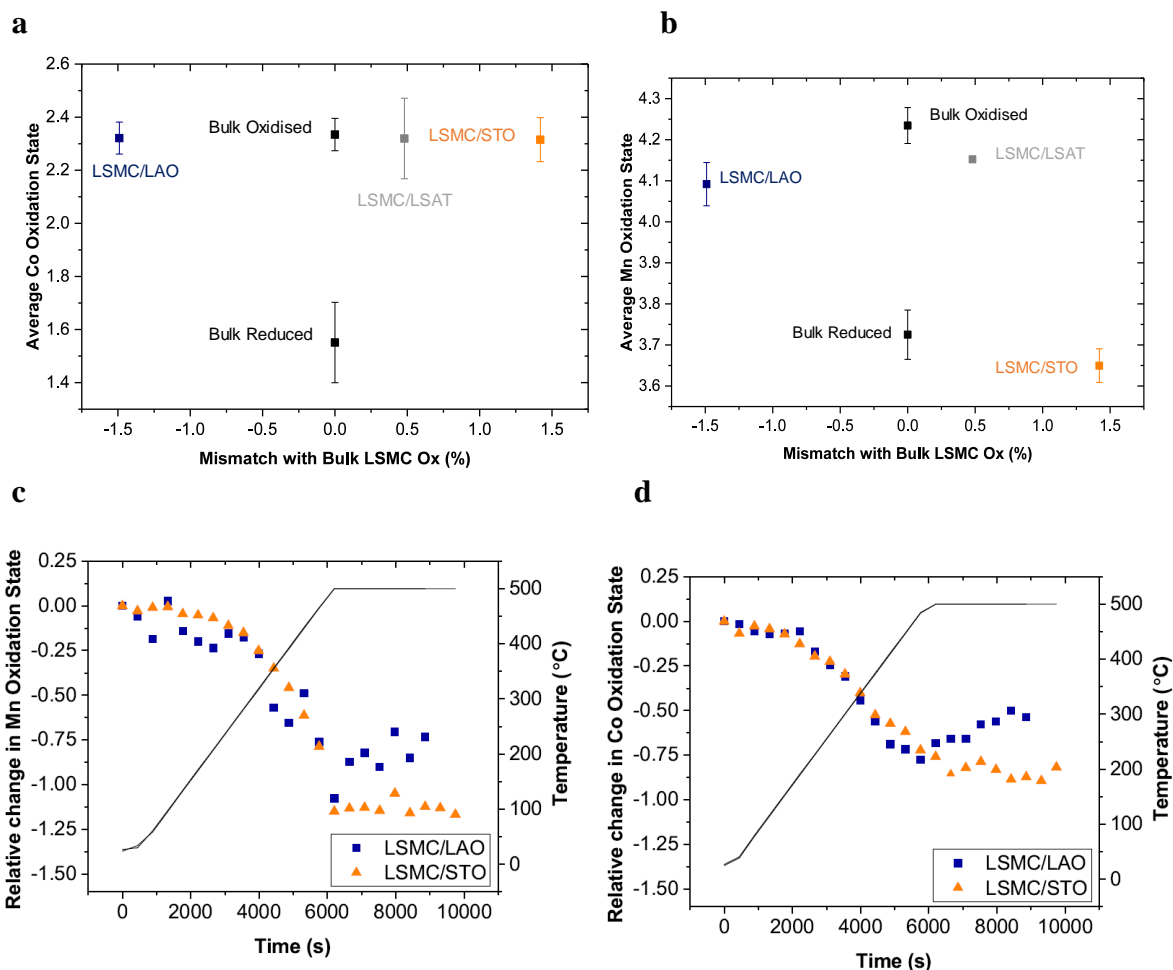 a
2.6
2.4
2.2
2.0
1.8
1.6
1.4
Average Co Oxidation State
Bulk Oxidised
LSMC/STO
LSMC/LAO
LSMC/LSAT
Bulk Reduced
-1.5 -1.0 -0.5 0.0 0.5 1.0 1.5
Mismatch with Bulk LSMC Ox (%)
b
4.3
4.2
4.1
4.0
3.9
3.8
3.7
3.6
Average Mn Oxidation State
Bulk Oxidised
LSMC/LSAT
LSMC/LAO
Bulk Reduced
LSMC/STO
-1.5 -1.0 -0.5 0.0 0.5 1.0 1.5
Mismatch with Bulk LSMC Ox (%)
c
0.25
0.00
-0.25
-0.50
-0.75
-1.00
-1.25
-1.50
Relative change in Mn Oxidation State
500
400
300
200
100
0
Temperature (°C)
LSMC/LAO
LSMC/STO
0 2000 4000 6000 8000 10000
Time (s)
d
0.25
0.00
-0.25
-0.50
-0.75
-1.00
-1.25
-1.50
Relative change in Co Oxidation State
500
400
300
200
100
0
Temperature (°C)
LSMC/LAO
LSMC/STO
0 2000 4000 6000 8000 10000
Time (s)